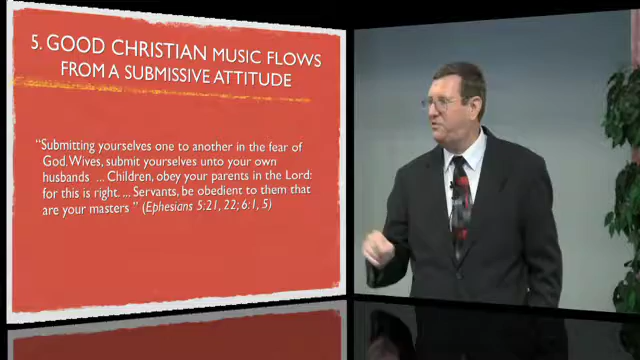 5. GOOD CHRISTIAN MUSIC FLOWS
FROM A SUBMISSIVE ATTITUDE
“Submitting yourselves one to another in the fear of
God. Wives, submit yourselves unto your own
husbands ... Children, obey your parents in the Lord:
for this is right. ... Servants, be obedient to them that
are your masters ” (Ephesians 5:21, 22; 6:1, 5)